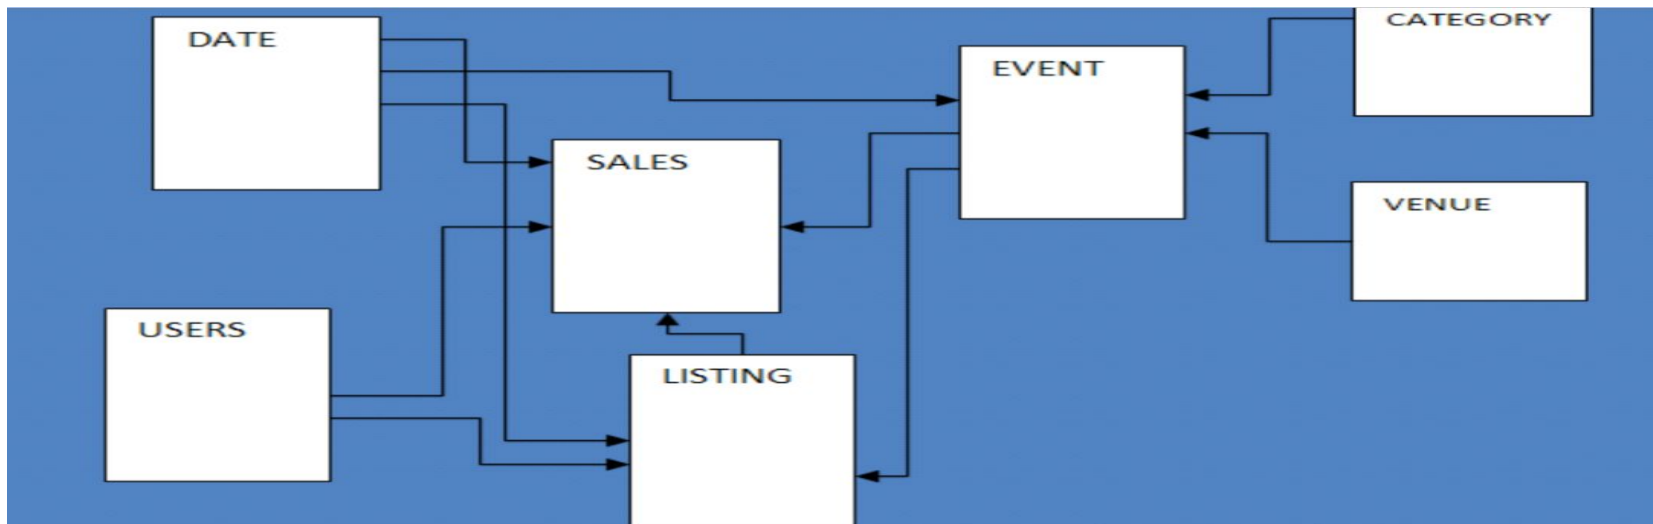 DATE
CATEGORY
EVENT
SALES
VENUE
USERS
LISTING